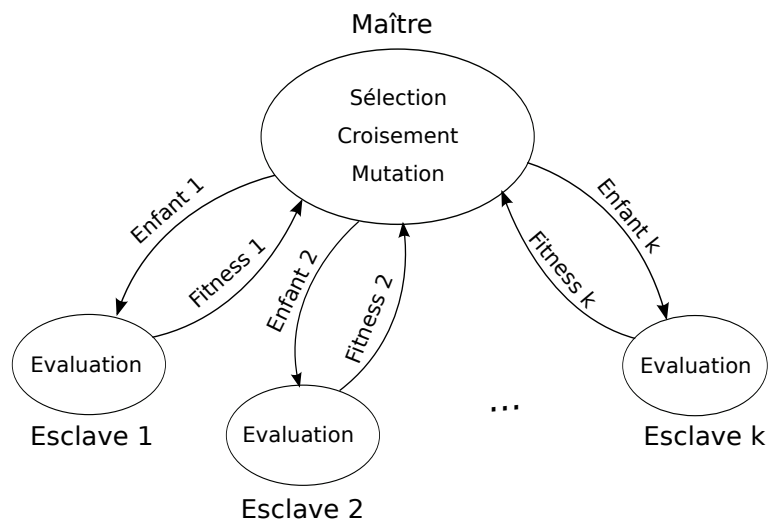 Maître
Sélection
Croisement
Mutation
Enfant 1
Fitness 1
Enfant 2
Fitness 2
Fitness k
Enfant k
Evaluation
Esclave 1
Evaluation
Esclave 2
...
Evaluation
Esclave k